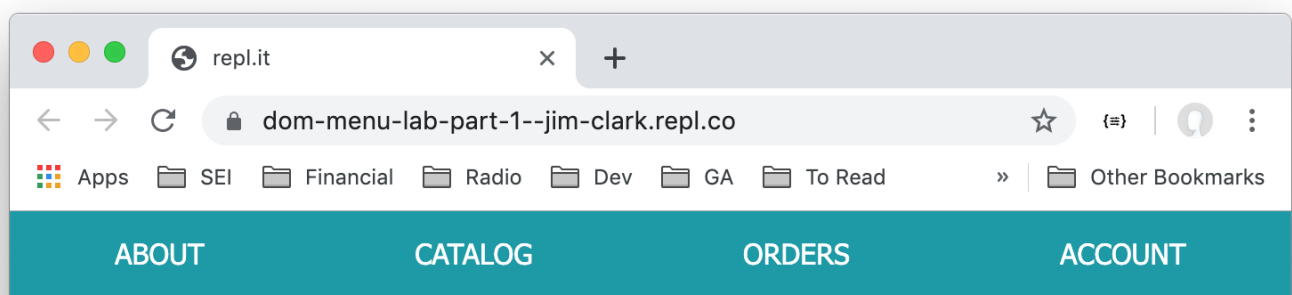 repl.it
dom-menu-lab-part-1--jim-clark.repl.co
Apps SEI Financial Radio Dev GA To Read » Other Bookmarks
ABOUT CATALOG ORDERS ACCOUNT